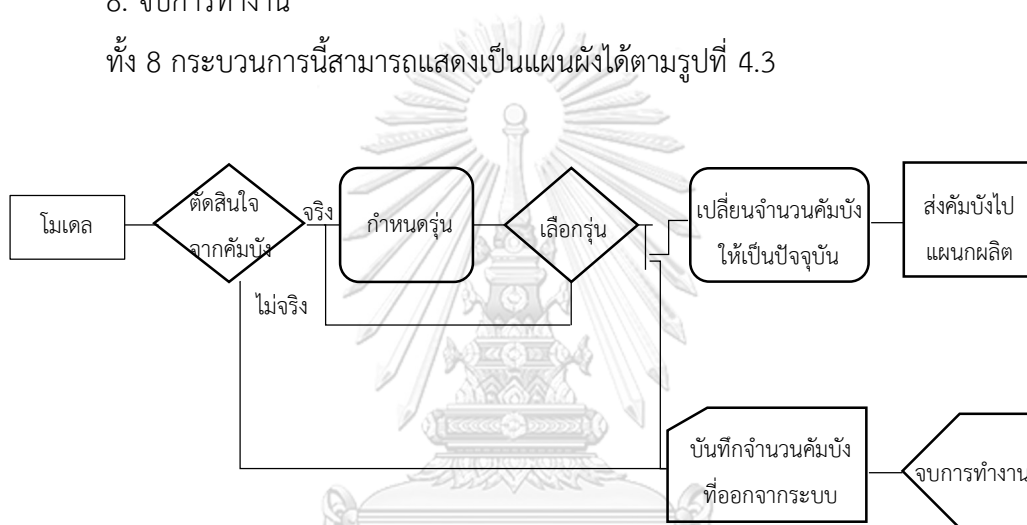 8. จบการทำงาน
ทั้ง 8 กระบวนการนี้สามารถแสดงเป็นแผนผังได้ตามรูปที่ 4.3
โมเดล
ตัดสินใจ
จากคัมบัง
จริง
กำหนดรุ่น
เลือกรุ่น
เปลี่ยนจำนวนคัมบัง
ให้เป็นปัจจุบัน
ส่งคัมบังไป
แผนกผลิต
ไม่จริง
บันทึกจำนวนคัมบัง
ที่ออกจากระบบ
จบการทำงาน